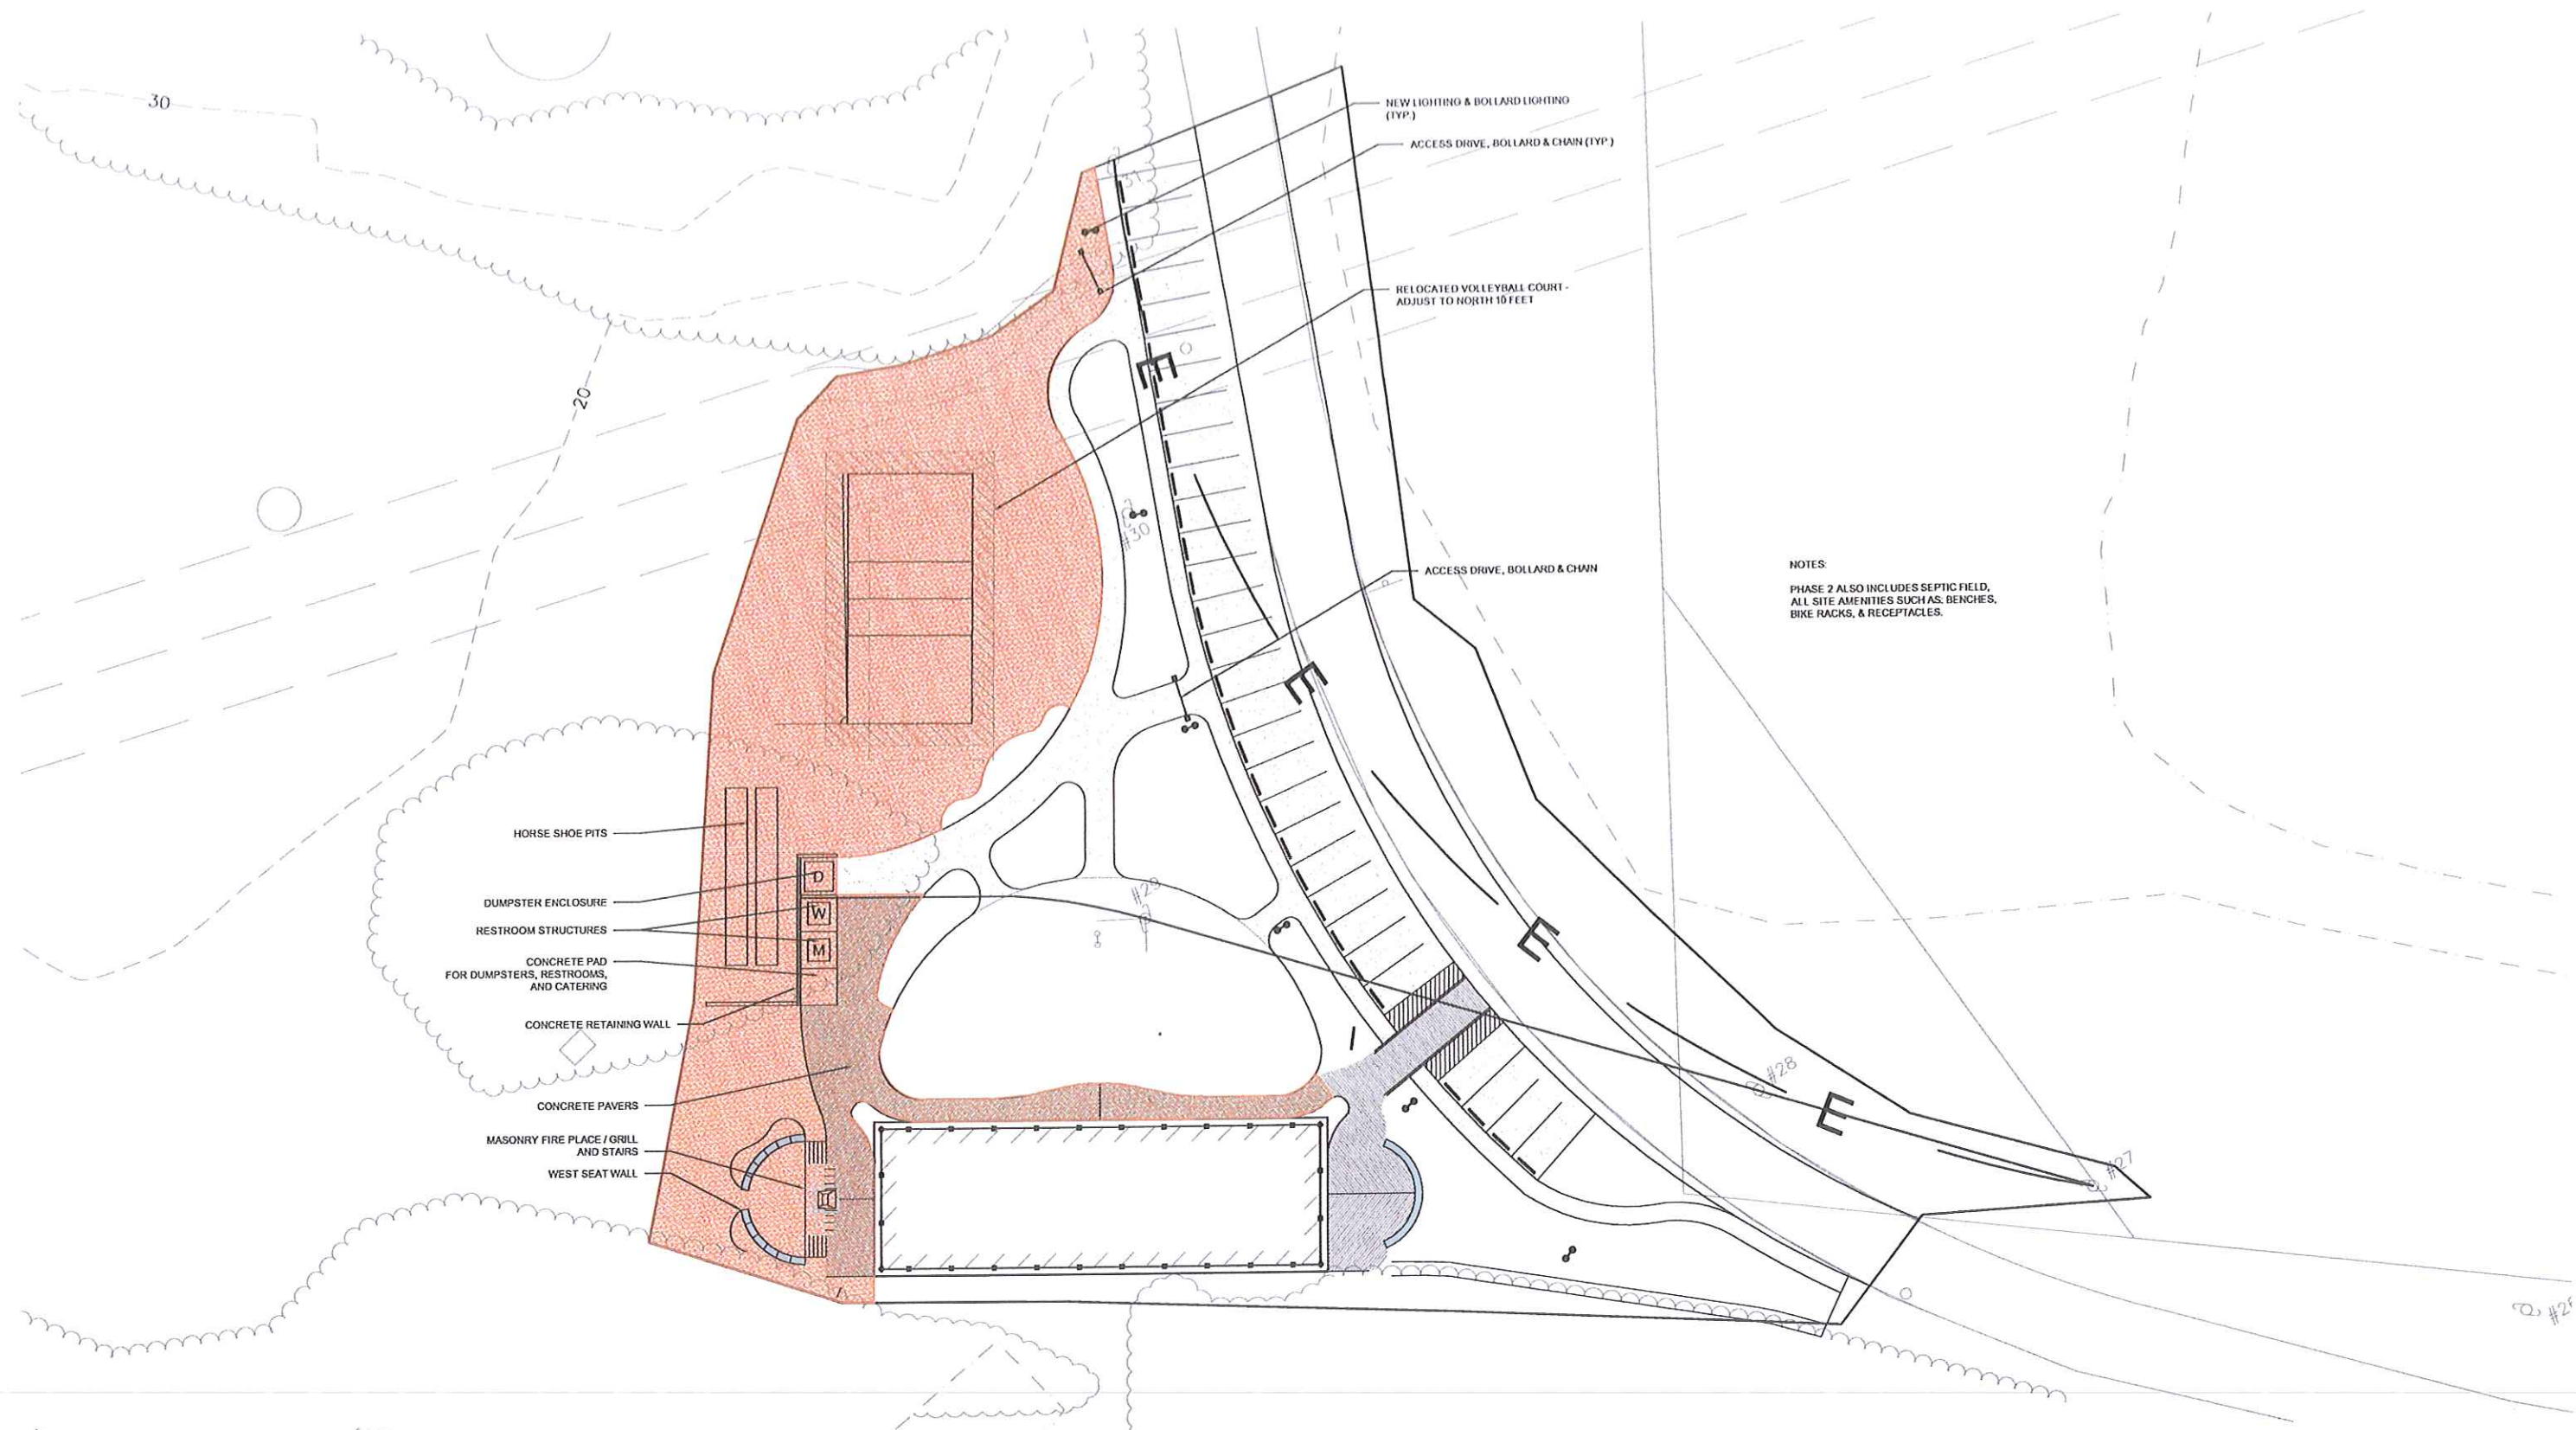 30
NEW LIGHTING & BOLLARD LIGHTING
(TYP.)
ACCESS DRIVE, BOLLARD & CHAIN (TYP.)
RELOCATED VOLLEYBALL COURT -
ADJUST TO NORTH 10 FEET
E
20
#30
ACCESS DRIVE, BOLLARD & CHAIN
NOTES:
PHASE 2 ALSO INCLUDES SEPTIC FIELD,
ALL SITE AMENITIES SUCH AS: BENCHES,
BIKE RACKS, & RECEPTACLES.
E
HORSE SHOE PITS
D
DUMPSTER ENCLOSURE
W
RESTROOM STRUCTURES
M
#29
E
CONCRETE PAD
FOR DUMPSTERS, RESTROOMS,
AND CATERING
CONCRETE RETAINING WALL
#28
E
CONCRETE PAVERS
MASONRY FIRE PLACE / GRILL
AND STAIRS
WEST SEAT WALL
#27